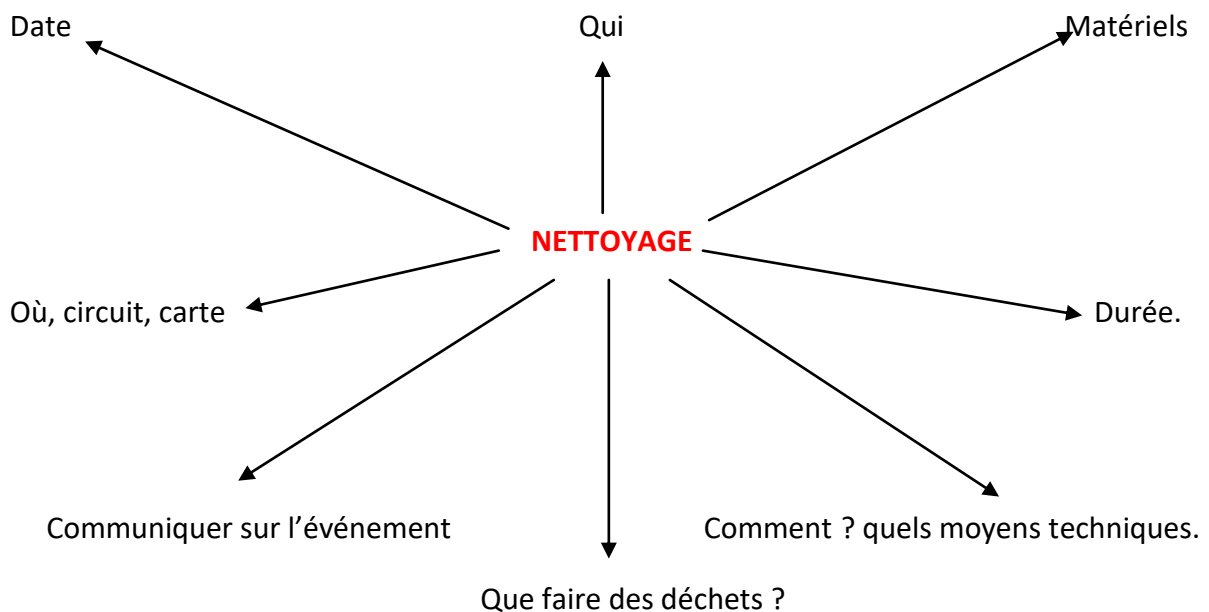 Date
Qui
Matériels
NETTOYAGE
Où, circuit, carte
Durée.
Communiquer sur l’événement
Comment ? quels moyens techniques.
Que faire des déchets ?